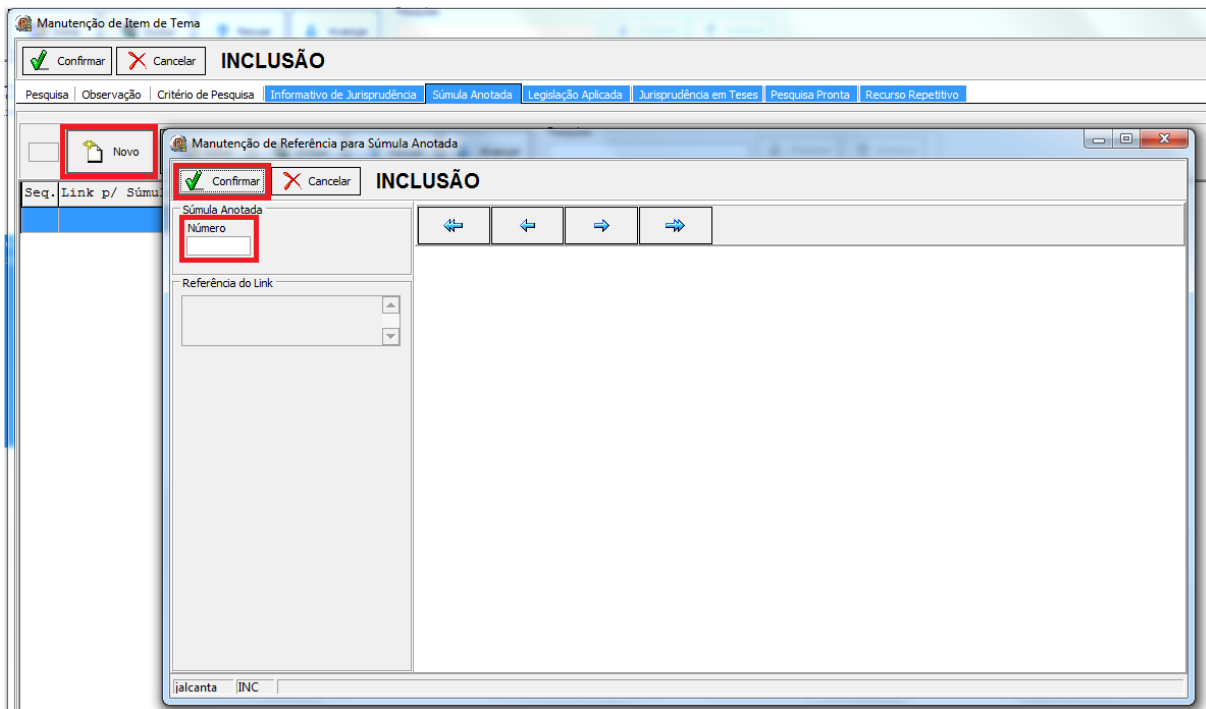 Manutenção de Item de Tema
Confirmar Cancelar INCLUSÃO
Pesquisa Observação Critério de Pesquisa Informativo de Jurisprudência Súmula Anotada Legislação Aplicada Jurisprudência em Teses Pesquisa Pronta Recurso Repetitivo
Novo
Seq. Link p/
Manutenção de Referência para Súmula Anotada
Confirmar Cancelar INCLUSÃO
Súmula Anotada
Número
Referência do Link
jalcanta INC